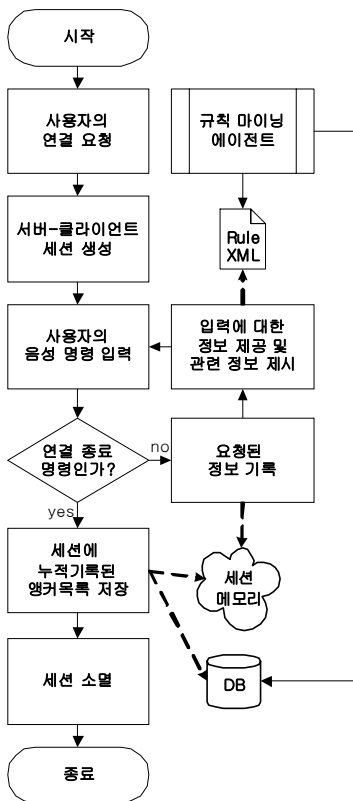 시작
사용자의
연결 요청
규칙 마이닝
에이전트
서버-클라이언트
세션 생성
Rule
XML
사용자의
음성 명령 입력
입력에 대한
정보 제공 및
관련 정보 제시
연결 종료
명령인가?
no
요청된
정보 기록
yes
세션에
누적기록된
앵커목록 저장
세션
메모리
세션 소멸
DB
종료